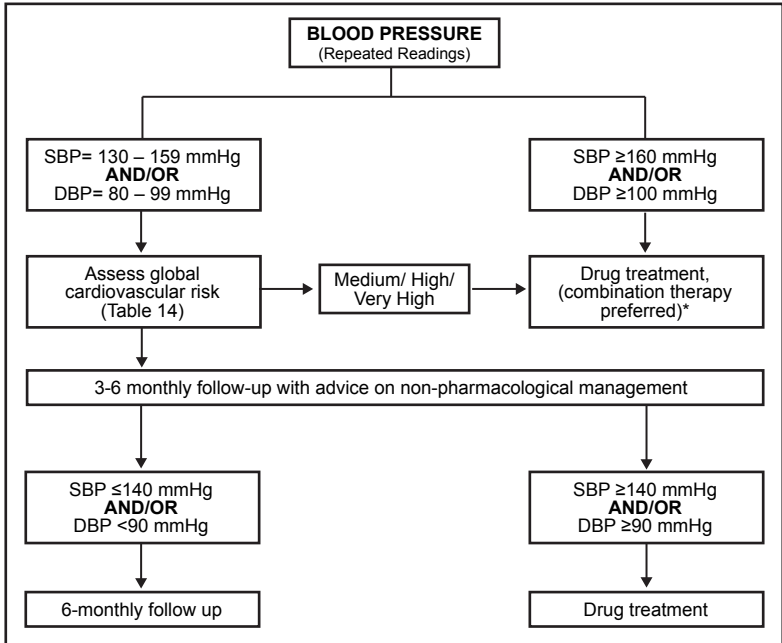 BLOOD PRESSURE
(Repeated Readings)
SBP= 130 – 159 mmHg
AND/OR
DBP= 80 – 99 mmHg
SBP ≥160 mmHg
AND/OR
DBP ≥100 mmHg
Assess global
cardiovascular risk
(Table 14)
Medium/ High/
Very High
Drug treatment,
(combination therapy
preferred)*
3-6 monthly follow-up with advice on non-pharmacological management
SBP ≤140 mmHg
AND/OR
DBP <90 mmHg
SBP ≥140 mmHg
AND/OR
DBP ≥90 mmHg
6-monthly follow up
Drug treatment